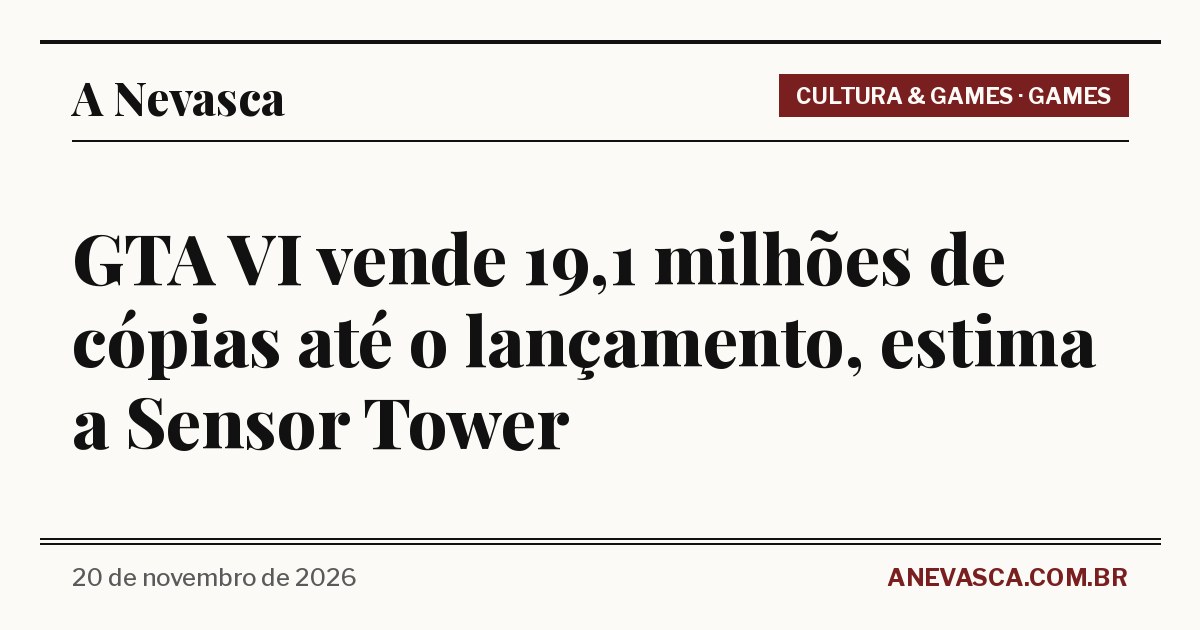 A Nevasca
CULTURA & GAMES · GAMES
GTA VI vende 19,1 milhões de
cópias até o lançamento, estima
a Sensor Tower
20 de novembro de 2026
ANEVASCA.COM.BR